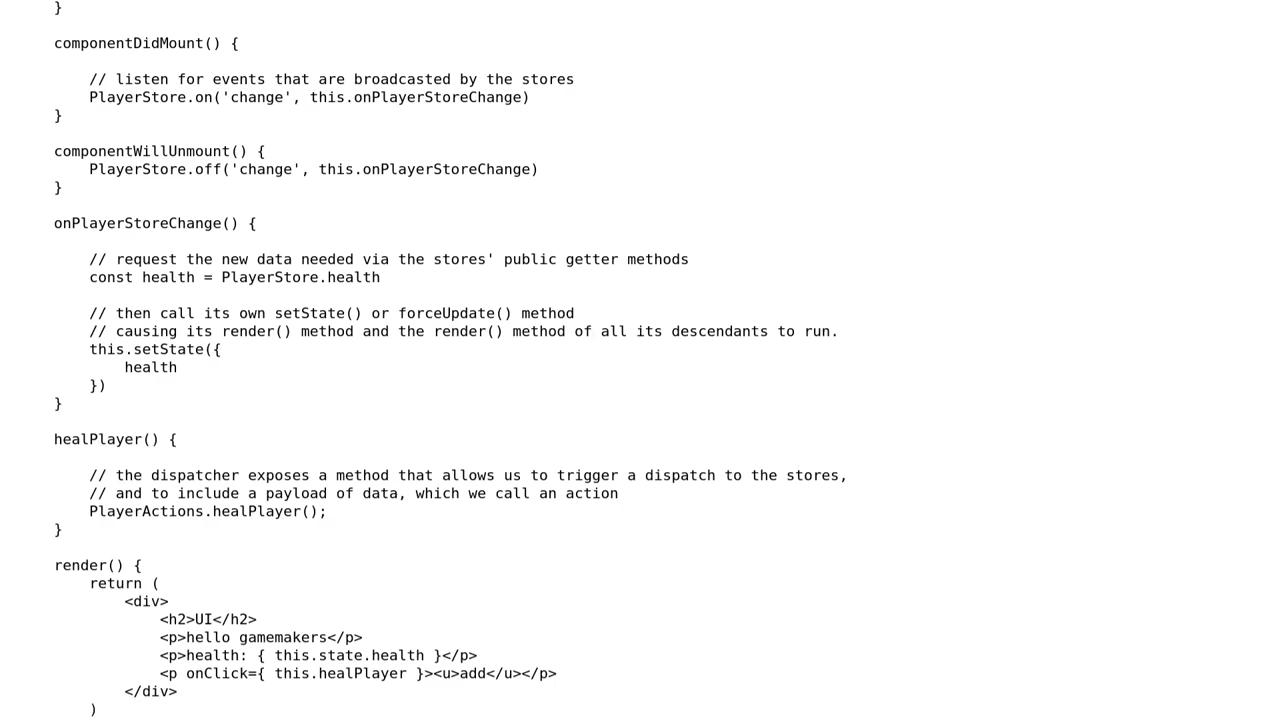 }
componentDidMount() {
// listen for events that are broadcasted by the stores
PlayerStore.on('change', this.onPlayerStoreChange)
}
componentWillUnmount() {
PlayerStore.off('change', this.onPlayerStoreChange)
}
onPlayerStoreChange() {
// request the new data needed via the stores' public getter methods
const health = PlayerStore.health
// then call its own setState() or forceUpdate() method
// causing its render() method and the render() method of all its descendants to run.
this.setState({
health
})
}
healPlayer() {
// the dispatcher exposes a method that allows us to trigger a dispatch to the stores,
// and to include a payload of data, which we call an action
PlayerActions.healPlayer();
}
render() {
return (
<div>
<h2>UI</h2>
<p>hello gamemakers</p>
<p>health: { this.state.health }</p>
<p onClick={ this.healPlayer }><u>add</u></p>
</div>
)